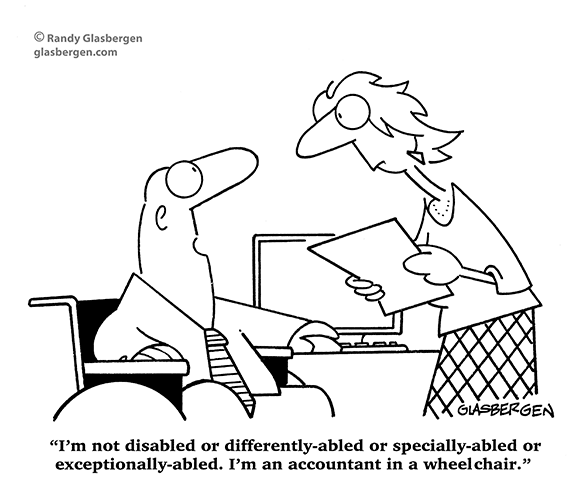 © Randy Glasbergen
glasbergen.com
GLASBERGEN
“I’m not disabled or differently-abled or specially-abled or
exceptionally-abled. I’m an accountant in a wheelchair.”